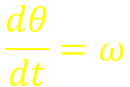 dθ/dt = ω